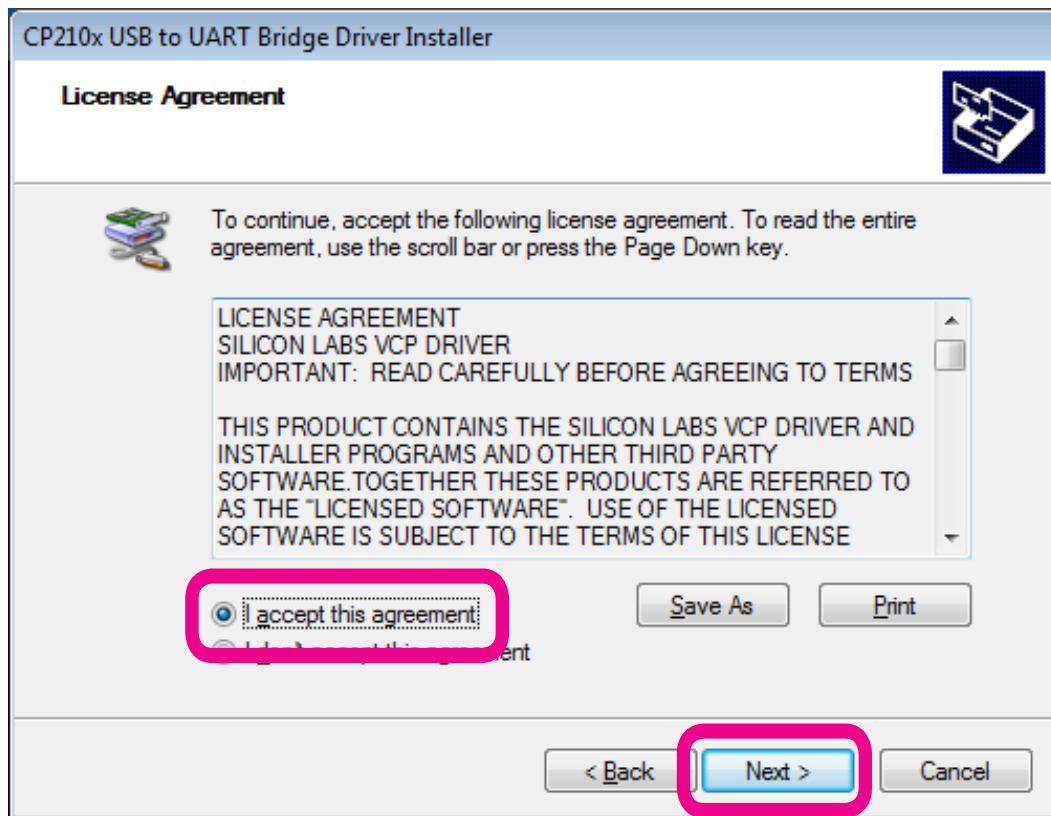 CP210x USB to UART Bridge Driver Installer
License Agreement
To continue, accept the following license agreement. To read the entire
agreement, use the scroll bar or press the Page Down key.
LICENSE AGREEMENT
SILICON LABS VCP DRIVER
IMPORTANT:  READ CAREFULLY BEFORE AGREEING TO TERMS
THIS PRODUCT CONTAINS THE SILICON LABS VCP DRIVER AND
INSTALLER PROGRAMS AND OTHER THIRD PARTY
SOFTWARE.TOGETHER THESE PRODUCTS ARE REFERRED TO
AS THE "LICENSED SOFTWARE".  USE OF THE LICENSED
SOFTWARE IS SUBJECT TO THE TERMS OF THIS LICENSE
I accept this agreement
Save As
Print
I don't accept this agreement
< Back
Next >
Cancel